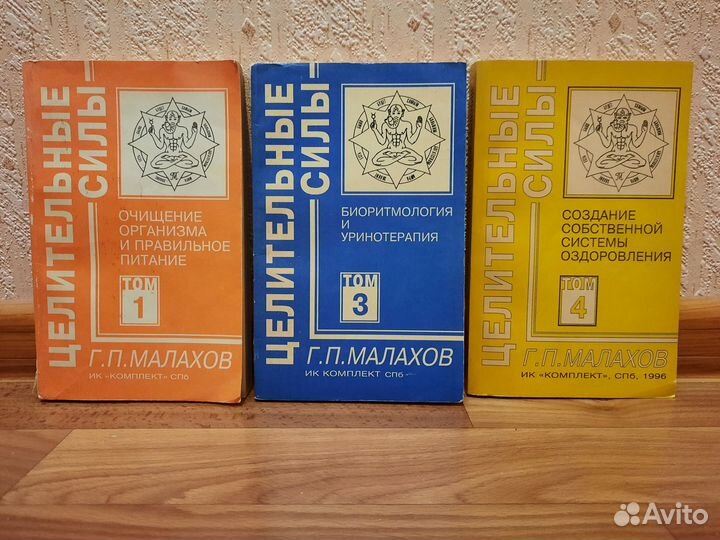 ЦЕЛИТЕЛЬНЫЕ
СИЛЫ
ОЧИЩЕНИЕ
ОРГАНИЗМА
И ПРАВИЛЬНОЕ
ПИТАНИЕ
ТОМ
1
Г.П.МАЛАХОВ
ИК «КОМПЛЕКТ» СПб
ЦЕЛИТЕЛЬНЫЕ
СИЛЫ
БИОРИТМОЛОГИЯ
И
УРИНОТЕРАПИЯ
ТОМ
3
Г.П.МАЛАХОВ
ИК КОМПЛЕКТ СПб
ЦЕЛИТЕЛЬНЫЕ
СИЛЫ
СОЗДАНИЕ
СОБСТВЕННОЙ
СИСТЕМЫ
ОЗДОРОВЛЕНИЯ
ТОМ
4
Г.П.МАЛАХОВ
ИК «КОМПЛЕКТ», СПб, 1996
Avito